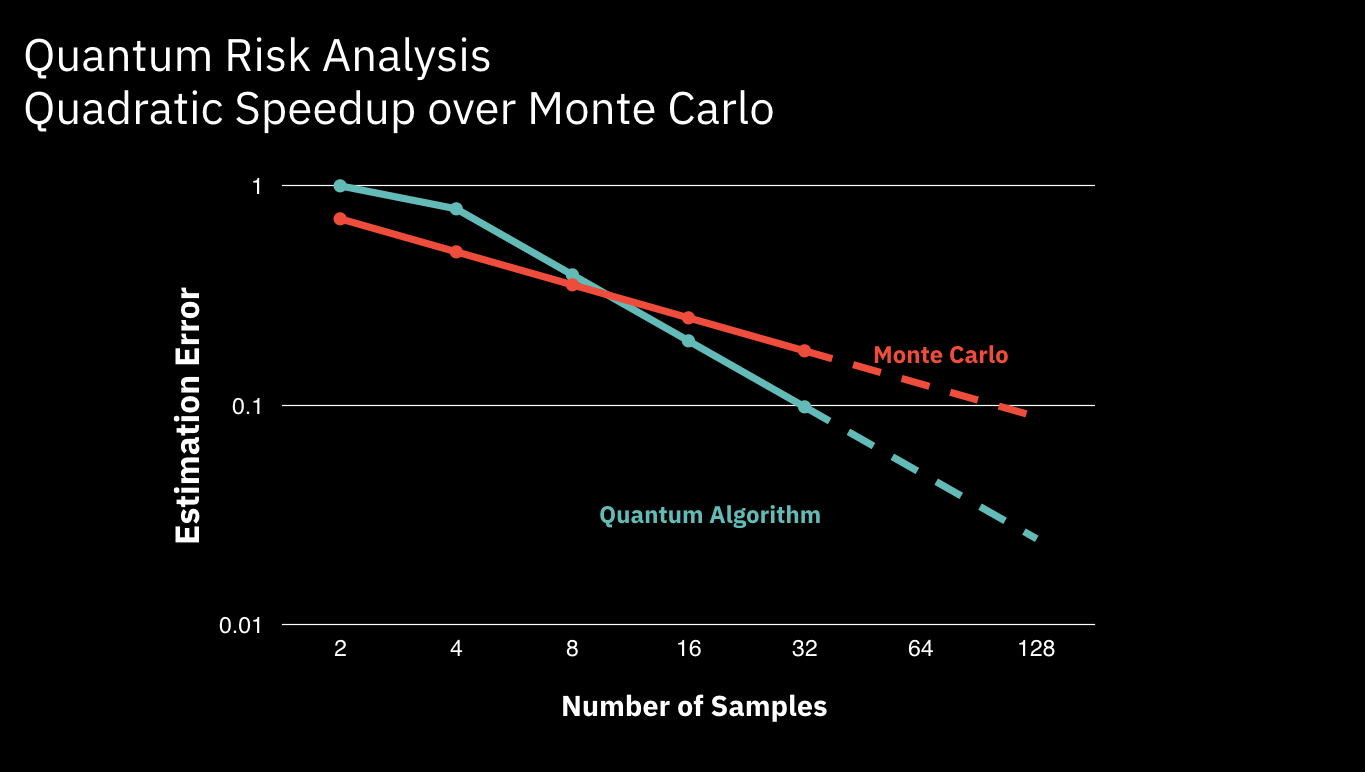 Quantum Risk Analysis
Quadratic Speedup over Monte Carlo
1
0.1
0.01
Estimation Error
Monte Carlo
Quantum Algorithm
2 4 8 16 32 64 128
Number of Samples